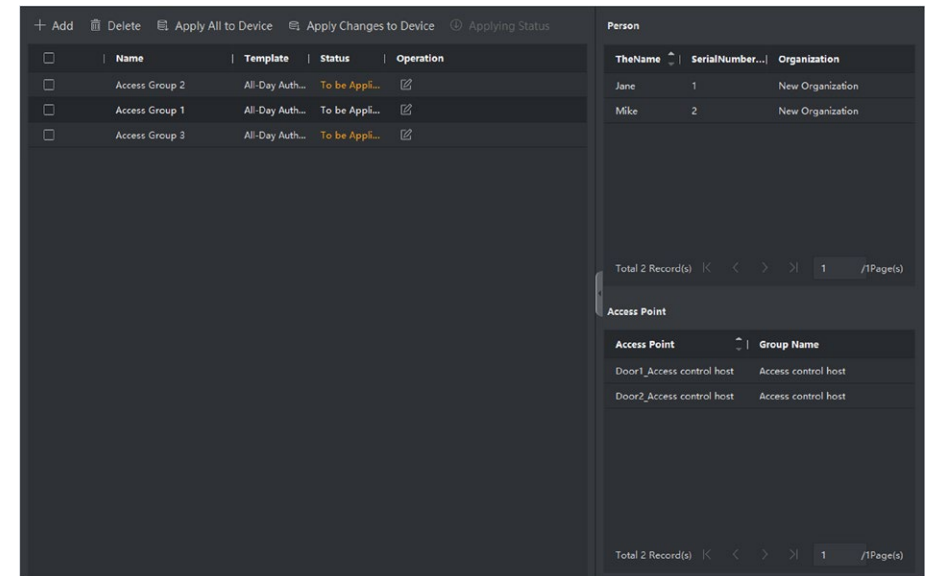 Add Delete Apply All to Device Apply Changes to Device Applying Status
Name Template Status Operation
Access Group 2 All-Day Auth... To be Appli...
Access Group 1 All-Day Auth... To be Appli...
Access Group 3 All-Day Auth... To be Appli...
Person
TheName SerialNumber... Organization
Jane 1 New Organization
Mike 2 New Organization
Total 2 Record(s) 1 /1Page(s)
Access Point
Access Point Group Name
Door1_Access control host Access control host
Door2_Access control host Access control host
Total 2 Record(s) 1 /1Page(s)